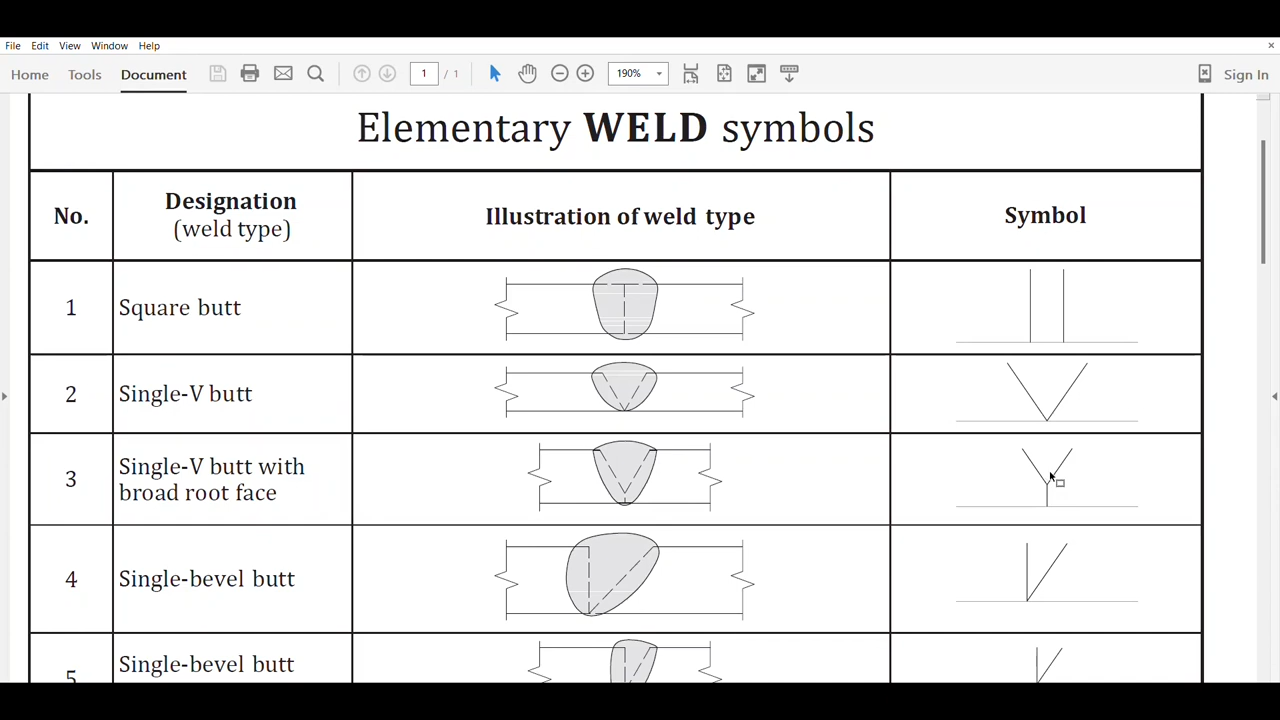 File Edit View Window Help
Home Tools Document 1 / 1 190% Sign In
Elementary WELD symbols
No. Designation (weld type) Illustration of weld type Symbol
1 Square butt
2 Single-V butt
3 Single-V butt with
broad root face
4 Single-bevel butt
5 Single-bevel butt